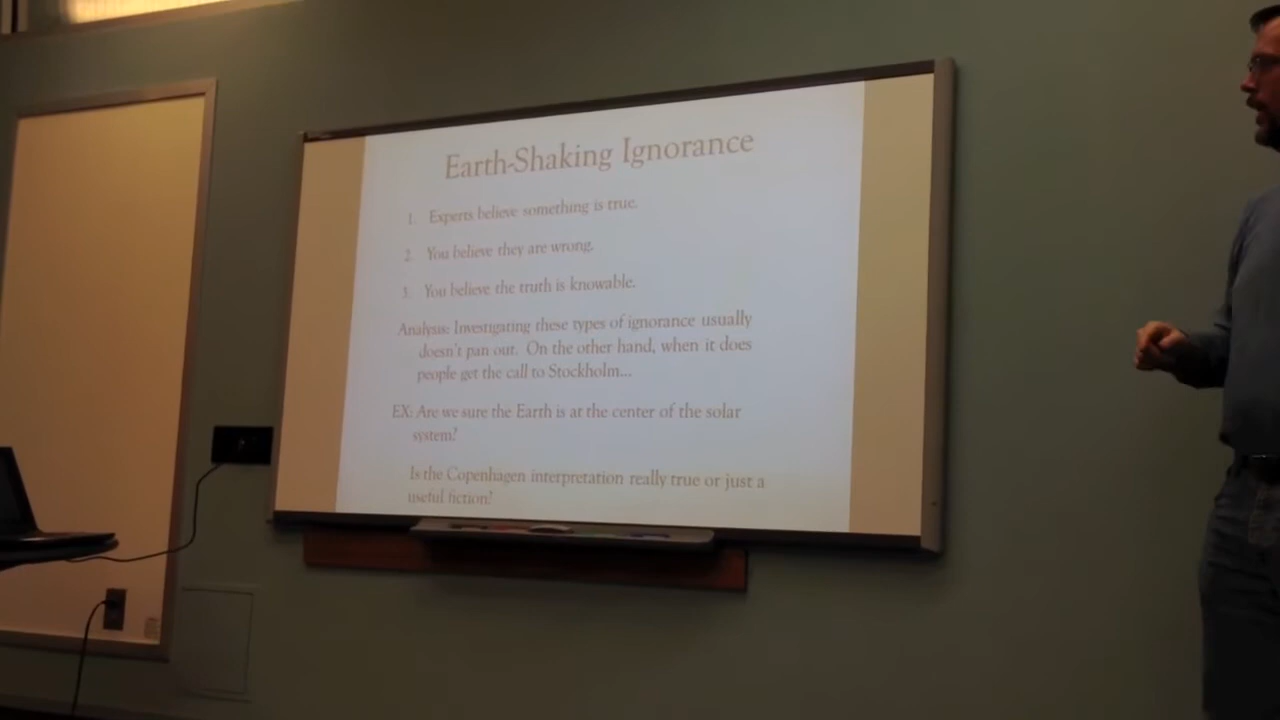 Earth-Shaking Ignorance
1. Experts believe something is true.
2. You believe they are wrong.
3. You believe the truth is knowable.
Analysis: Investigating these types of ignorance usually
doesn't pan out. On the other hand, when it does
people get the call to Stockholm...
EX: Are we sure the Earth is at the center of the solar
system?
Is the Copenhagen interpretation really true or just a
useful fiction?